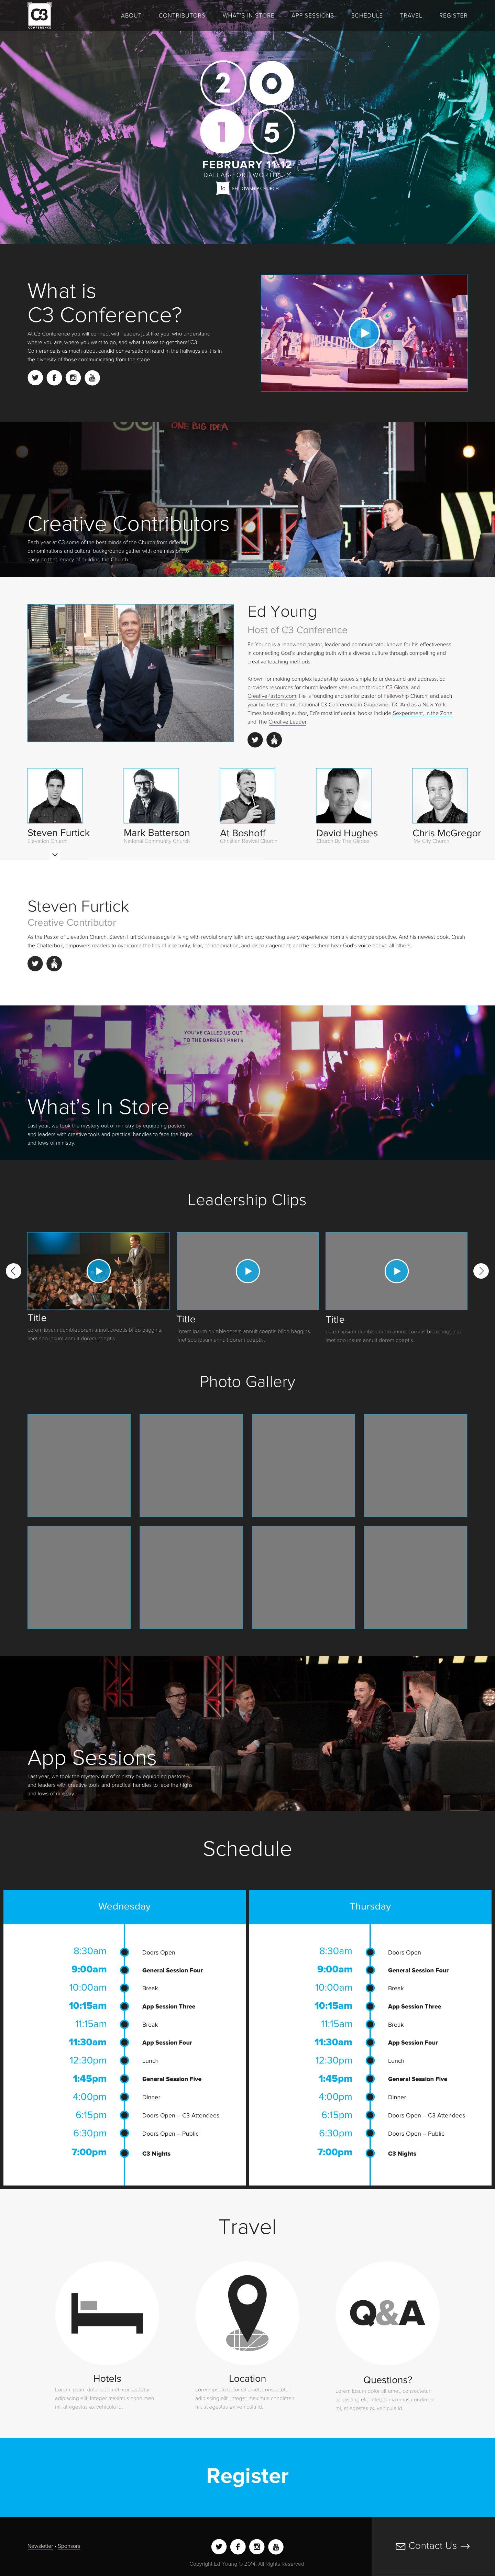 C3
CONFERENCE
ABOUT
CONTRIBUTORS
WHAT'S IN STORE
APP SESSIONS
SCHEDULE
TRAVEL
REGISTER
2 0
1 5
FEBRUARY 11-12
DALLAS/FORT WORTH, TX
FELLOWSHIP CHURCH
What is
C3 Conference?
At C3 Conference you will connect with leaders just like you, who understand
where you are, where you want to go, and what it takes to get there! C3
Conference is as much about candid conversations heard in the hallways as it is in
the diversity of those communicating from the stage.
ONE BIG IDEA
Creative Contributors
Each year at C3 some of the best minds of the Church from different
denominations and cultural backgrounds gather with one mission, to
carry on that legacy of building the Church.
Ed Young
Host of C3 Conference
Ed Young is a renowned pastor, leader and communicator known for his effectiveness
in connecting God's unchanging truth with a diverse culture through compelling and
creative teaching methods.
Known for making complex leadership issues simple to understand and address, Ed
provides resources for church leaders year round through C3 Global and
CreativePastors.com. He is founding and senior pastor of Fellowship Church, and each
year he hosts the international C3 Conference in Grapevine, TX. And as a New York
Times best-selling author, Ed's most influential books include Sexperiment, In the Zone
and The Creative Leader.
Steven Furtick
Elevation Church
Mark Batterson
National Community Church
At Boshoff
Christian Revival Church
David Hughes
Church By The Glades
Chris McGregor
My City Church
Steven Furtick
Creative Contributor
As the Pastor of Elevation Church, Steven Furtick's message is living with revolutionary faith and approaching every experience from a visionary perspective. And his newest book, Crash
the Chatterbox, empowers readers to overcome the lies of insecurity, fear, condemnation, and discouragement; and helps them hear God's voice above all others.
YOU'VE CALLED US OUT
TO THE DARKEST PARTS
What's In Store
Last year, we took the mystery out of ministry by equipping pastors
and leaders with creative tools and practical handles to face the highs
and lows of ministry.
Leadership Clips
Title
Lorem ipsum dumbledorem annuit coeptis bilbo baggins.
Imet soo ipsum annuit dorem coeptis.
Title
Lorem ipsum dumbledorem annuit coeptis bilbo baggins.
Imet soo ipsum annuit dorem coeptis.
Title
Lorem ipsum dumbledorem annuit coeptis bilbo baggins.
Imet soo ipsum annuit dorem coeptis.
Photo Gallery
App Sessions
Last year, we took the mystery out of ministry by equipping pastors
and leaders with creative tools and practical handles to face the highs
and lows of ministry.
Schedule
Wednesday
8:30am Doors Open
9:00am General Session Four
10:00am Break
10:15am App Session Three
11:15am Break
11:30am App Session Four
12:30pm Lunch
1:45pm General Session Five
4:00pm Dinner
6:15pm Doors Open – C3 Attendees
6:30pm Doors Open – Public
7:00pm C3 Nights
Thursday
8:30am Doors Open
9:00am General Session Four
10:00am Break
10:15am App Session Three
11:15am Break
11:30am App Session Four
12:30pm Lunch
1:45pm General Session Five
4:00pm Dinner
6:15pm Doors Open – C3 Attendees
6:30pm Doors Open – Public
7:00pm C3 Nights
Travel
Hotels
Lorem ipsum dolor sit amet, consectetur
adipiscing elit. Integer maximus condimen
mi, at egestas ex vehicula id.
Location
Lorem ipsum dolor sit amet, consectetur
adipiscing elit. Integer maximus condimen
mi, at egestas ex vehicula id.
Q&A
Questions?
Lorem ipsum dolor sit amet, consectetur
adipiscing elit. Integer maximus condimen
mi, at egestas ex vehicula id.
Register
Newsletter • Sponsors
You Tube
Copyright Ed Young © 2014. All Rights Reserved
Contact Us